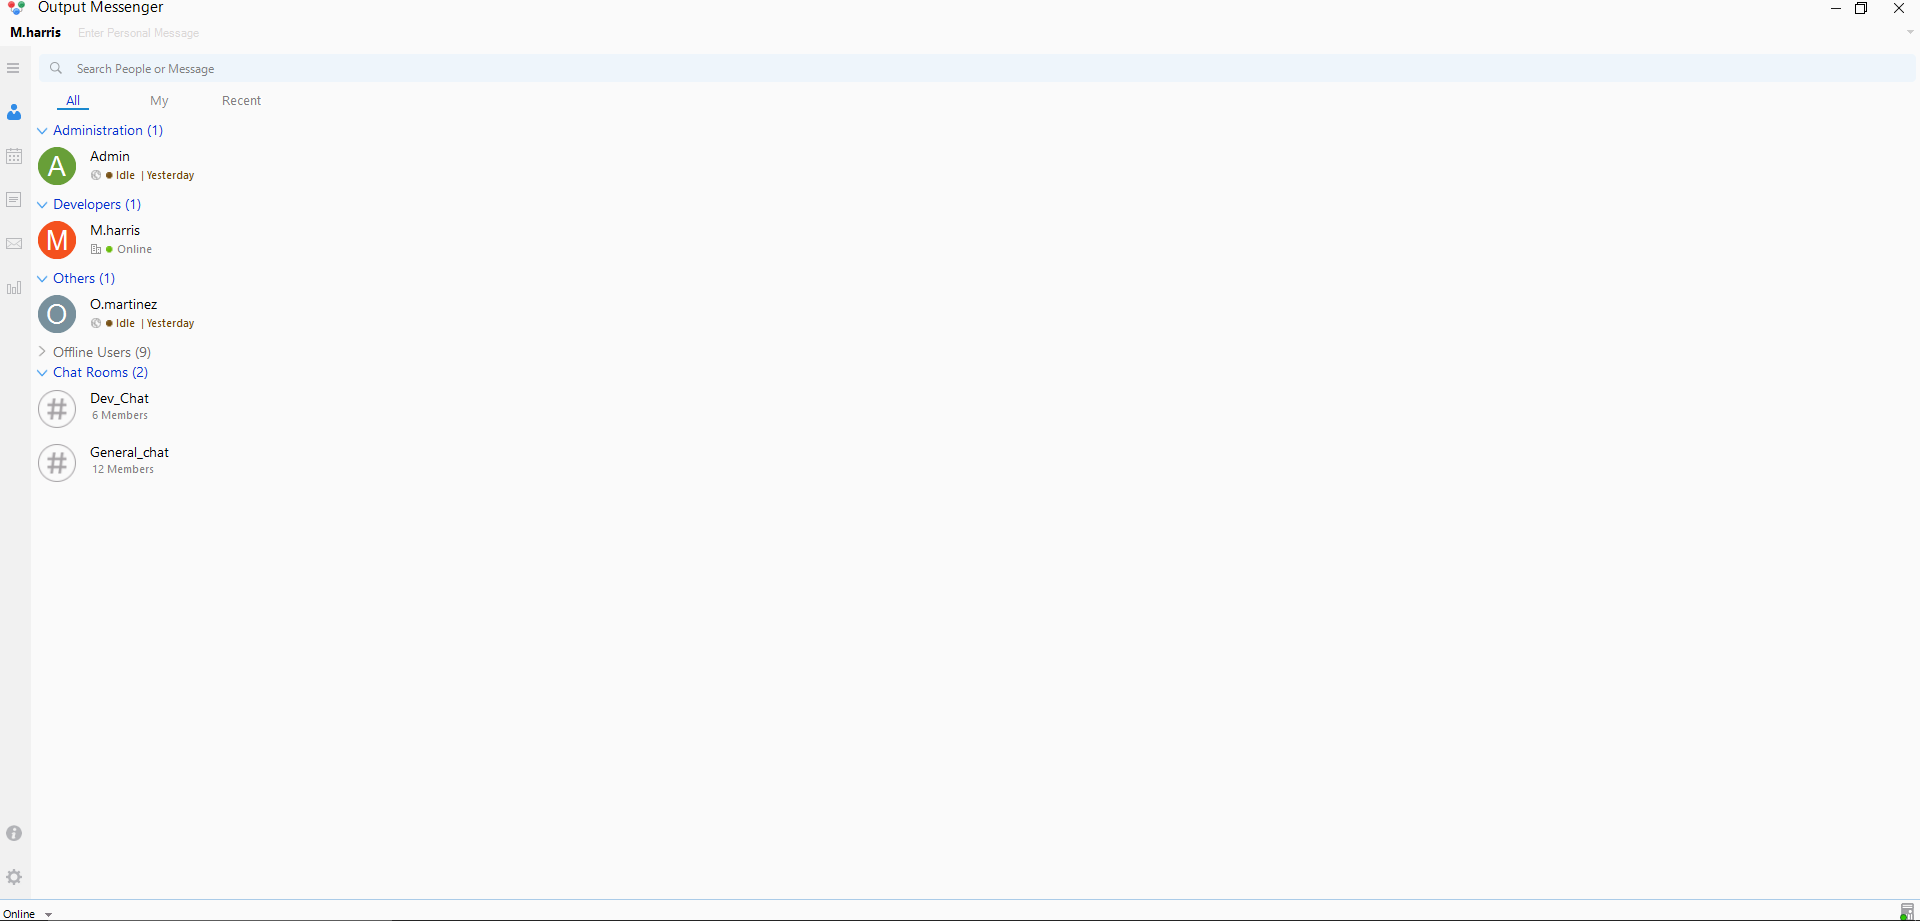 Output Messenger
M.harris Enter Personal Message
Search People or Message
All My Recent
Administration (1)
A
Admin
Idle | Yesterday
Developers (1)
M
M.harris
Online
Others (1)
O
O.martinez
Idle | Yesterday
Offline Users (9)
Chat Rooms (2)
#
Dev_Chat
6 Members
#
General_chat
12 Members
Online